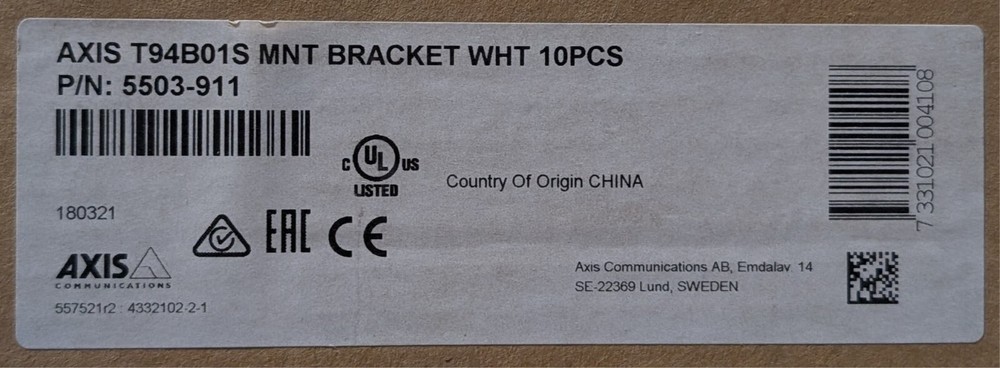 AXIS T94B01S MNT BRACKET WHT 10PCS
P/N: 5503-911
C UL US
LISTED
Country Of Origin CHINA
7 331021 004108
180321
EAC CE
AXIS
COMMUNICATIONS
557521r2 : 4332102-2-1
Axis Communications AB, Emdalav. 14
SE-22369 Lund, SWEDEN